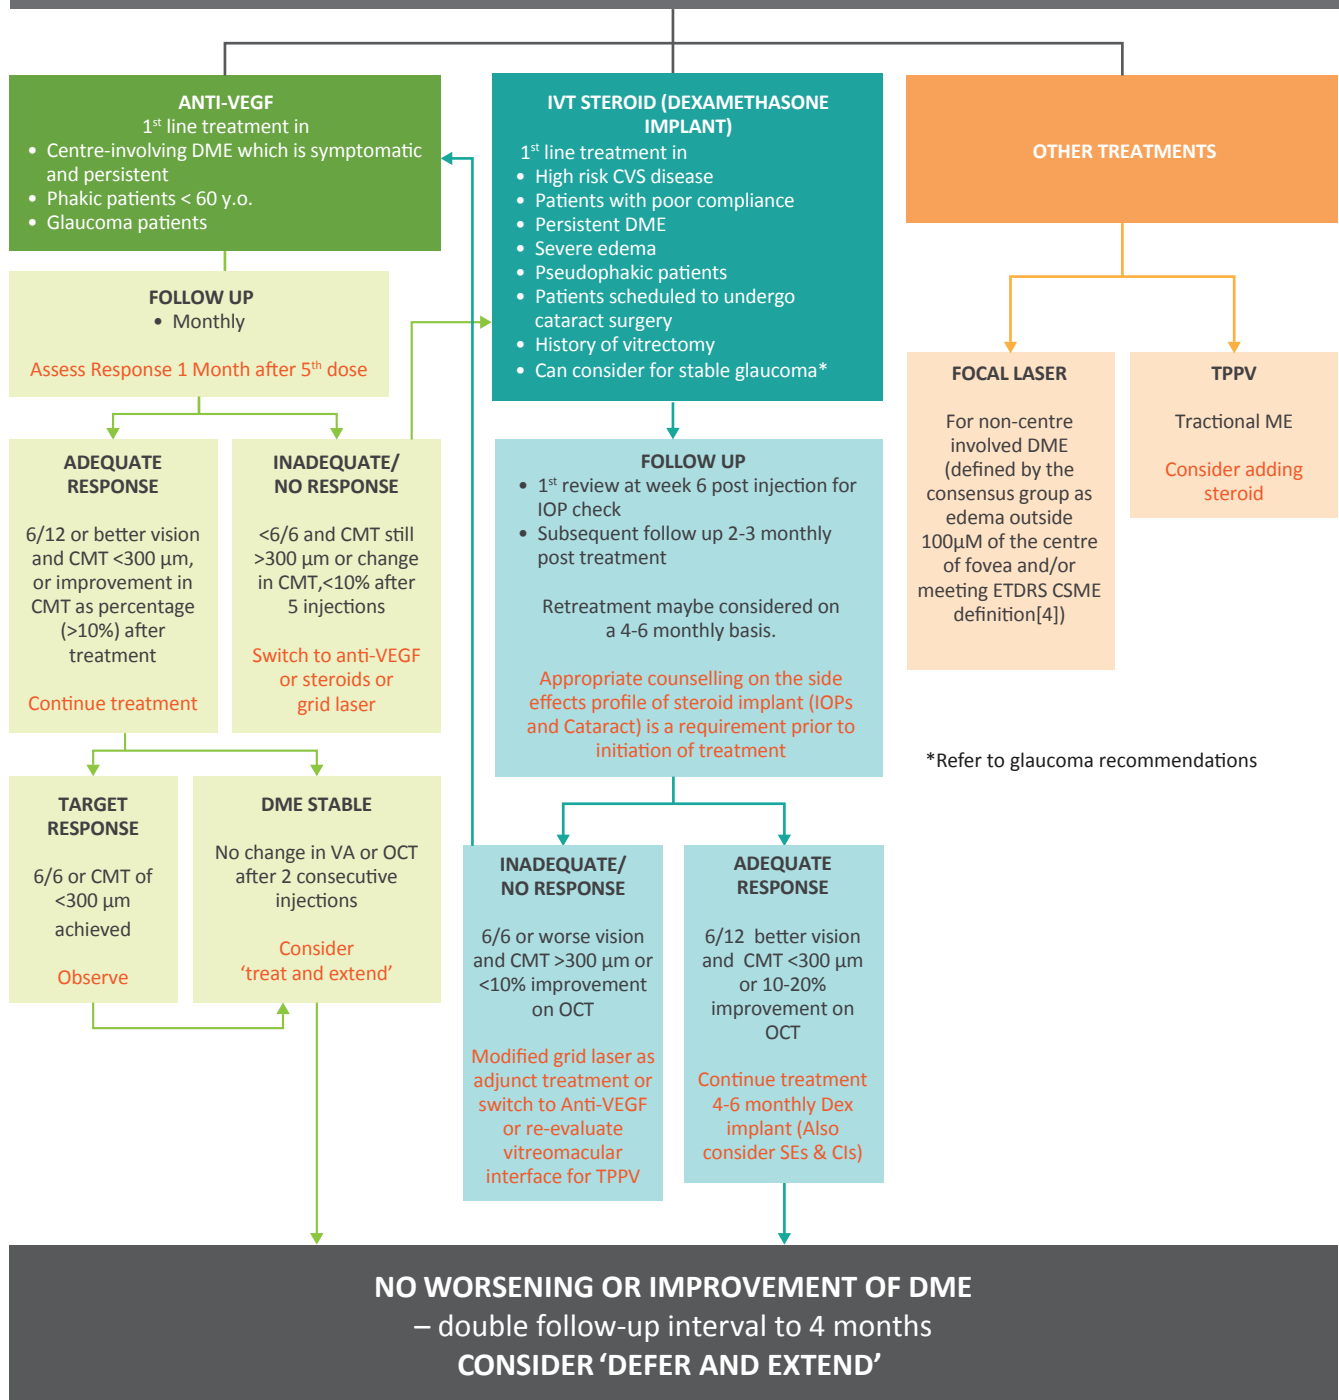 ANTI-VEGF
1st line treatment in
• Centre-involving DME which is symptomatic
and persistent
• Phakic patients < 60 y.o.
• Glaucoma patients
FOLLOW UP
• Monthly
Assess Response 1 Month after 5th dose
ADEQUATE
RESPONSE
6/12 or better vision
and CMT <300 µm,
or improvement in
CMT as percentage
(>10%) after
treatment
Continue treatment
INADEQUATE/
NO RESPONSE
<6/6 and CMT still
>300 µm or change
in CMT,<10% after
5 injections
Switch to anti-VEGF
or steroids or
grid laser
TARGET
RESPONSE
6/6 or CMT of
<300 µm
achieved
Observe
DME STABLE
No change in VA or OCT
after 2 consecutive
injections
Consider
‘treat and extend’
IVT STEROID (DEXAMETHASONE
IMPLANT)
1st line treatment in
• High risk CVS disease
• Patients with poor compliance
• Persistent DME
• Severe edema
• Pseudophakic patients
• Patients scheduled to undergo
cataract surgery
• History of vitrectomy
• Can consider for stable glaucoma*
FOLLOW UP
• 1st review at week 6 post injection for
IOP check
• Subsequent follow up 2-3 monthly
post treatment
Retreatment maybe considered on
a 4-6 monthly basis.
Appropriate counselling on the side
effects profile of steroid implant (IOPs
and Cataract) is a requirement prior to
initiation of treatment
INADEQUATE/
NO RESPONSE
6/6 or worse vision
and CMT >300 µm or
<10% improvement
on OCT
Modified grid laser as
adjunct treatment or
switch to Anti-VEGF
or re-evaluate
vitreomacular
interface for TPPV
ADEQUATE
RESPONSE
6/12 better vision
and CMT <300 µm
or 10-20%
improvement on
OCT
Continue treatment
4-6 monthly Dex
implant (Also
consider SEs & CIs)
OTHER TREATMENTS
FOCAL LASER
For non-centre
involved DME
(defined by the
consensus group as
edema outside
100µM of the centre
of fovea and/or
meeting ETDRS CSME
definition[4])
TPPV
Tractional ME
Consider adding
steroid
*Refer to glaucoma recommendations
NO WORSENING OR IMPROVEMENT OF DME
– double follow-up interval to 4 months
CONSIDER ‘DEFER AND EXTEND’